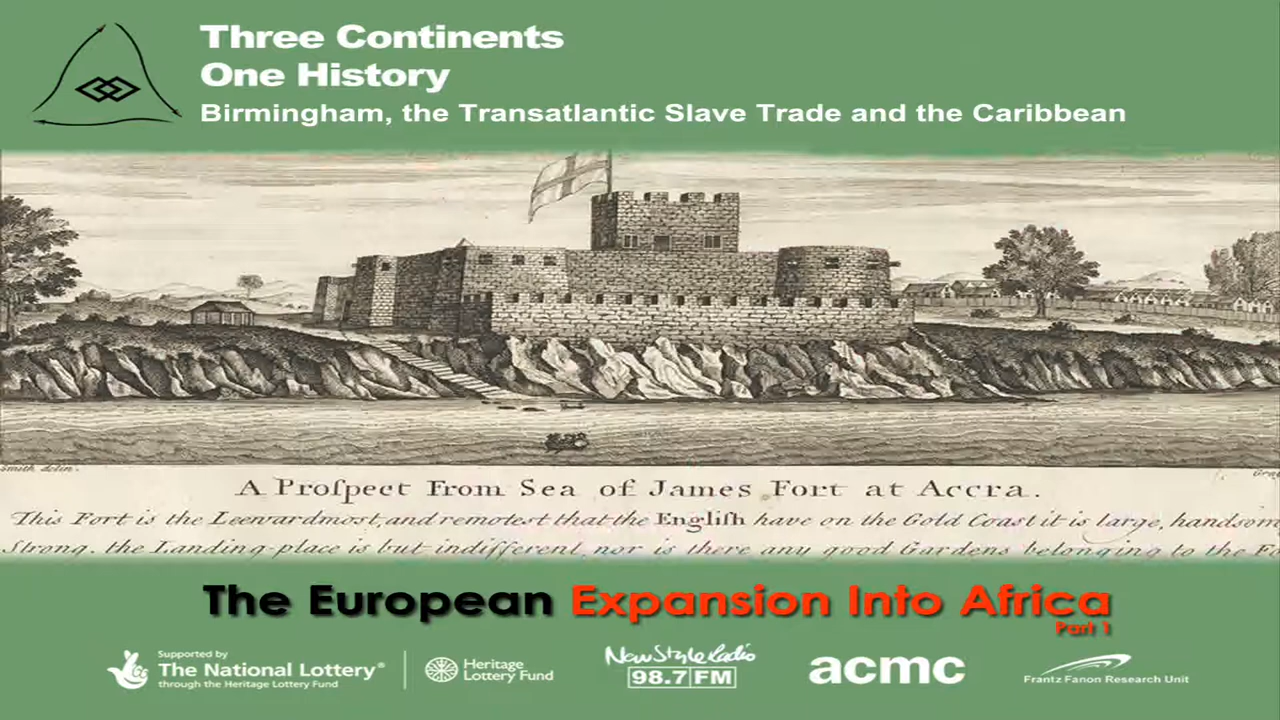 Three Continents
One History
Birmingham, the Transatlantic Slave Trade and the Caribbean
Smith delin.
A Proſpect From Sea of James Fort at Accra.
This Fort is the Leewardmost, and remotest that the Engliſh have on the Gold Coast it is large, handsom
Strong. the Landing-place is but indifferent, nor is there any good Gardens belonging to the
The European Expansion Into Africa
Part 1
Supported by
The National Lottery®
through the Heritage Lottery Fund
Heritage
Lottery Fund
New Style Radio
98.7 FM
acmc
Frantz Fanon Research Unit